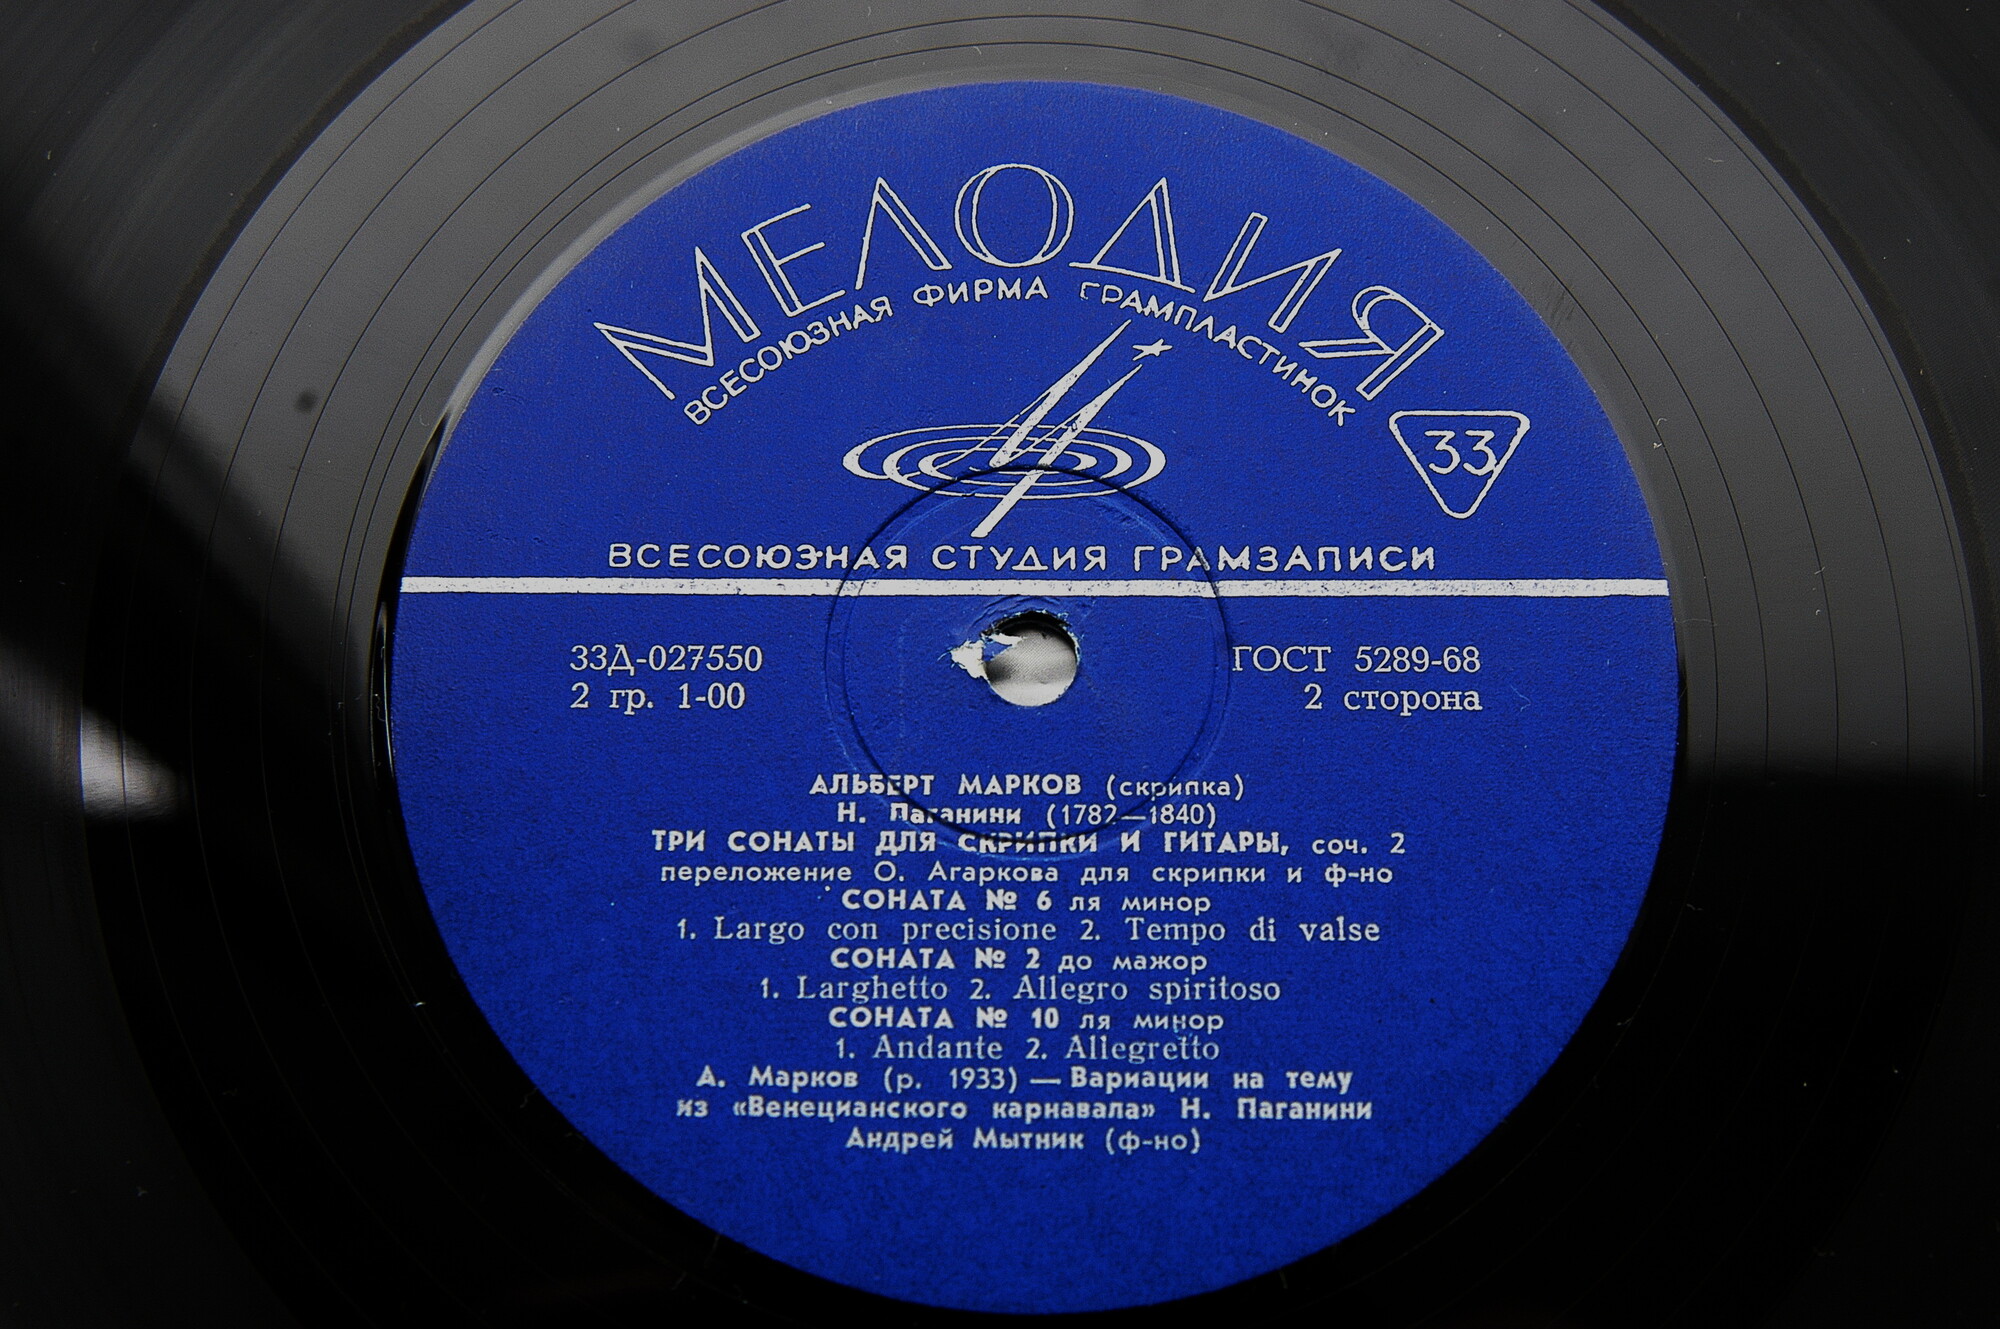 МЕЛОДИЯ
ВСЕСОЮЗНАЯ ФИРМА ГРАМПЛАСТИНОК
33
ВСЕСОЮЗНАЯ СТУДИЯ ГРАМЗАПИСИ
33Д-027550 ГОСТ 5289-68
2 гр. 1-00 2 сторона
АЛЬБЕРТ МАРКОВ (скрипка)
Н. Паганини (1782—1840)
ТРИ СОНАТЫ ДЛЯ СКРИПКИ И ГИТАРЫ, соч. 2
переложение О. Агаркова для скрипки и ф-но
СОНАТА № 6 ля минор
1. Largo con precisione 2. Tempo di valse
СОНАТА № 2 до мажор
1. Larghetto 2. Allegro spiritoso
СОНАТА № 10 ля минор
1. Andante 2. Allegretto
А. Марков (р. 1933) — Вариации на тему
из «Венецианского карнавала» Н. Паганини
Андрей Мытник (ф-но)